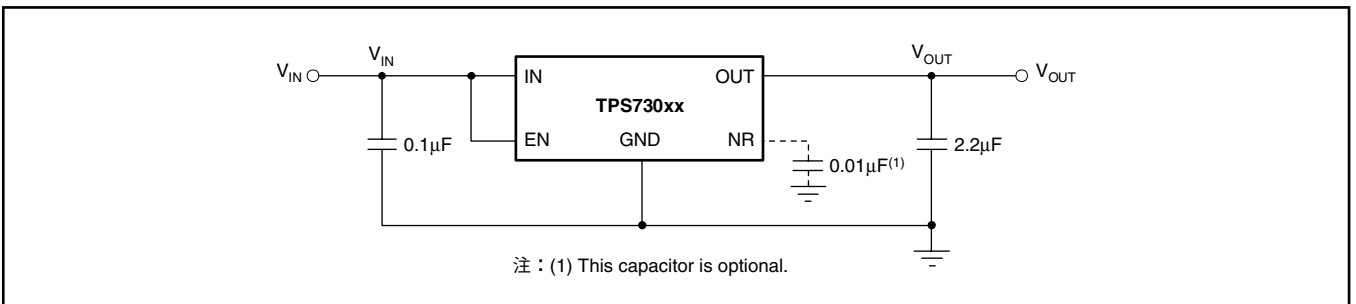 V_IN V_IN V_OUT V_OUT
IN OUT
TPS730xx
0.1μF EN GND NR 2.2μF
0.01μF(1)
注：(1) This capacitor is optional.